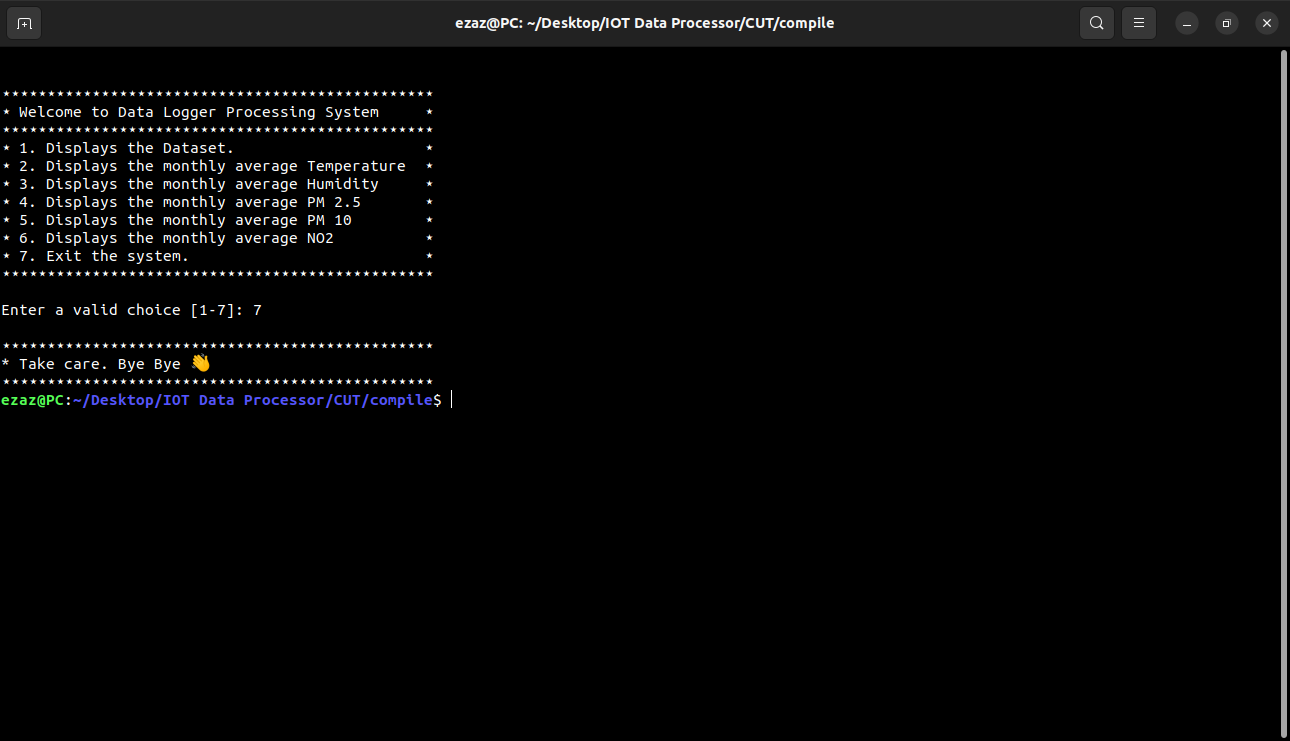 ezaz@PC: ~/Desktop/IOT Data Processor/CUT/compile
************************************************
* Welcome to Data Logger Processing System     *
************************************************
* 1. Displays the Dataset.                     *
* 2. Displays the monthly average Temperature  *
* 3. Displays the monthly average Humidity     *
* 4. Displays the monthly average PM 2.5       *
* 5. Displays the monthly average PM 10        *
* 6. Displays the monthly average NO2          *
* 7. Exit the system.                          *
************************************************
Enter a valid choice [1-7]: 7
************************************************
* Take care. Bye Bye 👋
************************************************
ezaz@PC:~/Desktop/IOT Data Processor/CUT/compile$